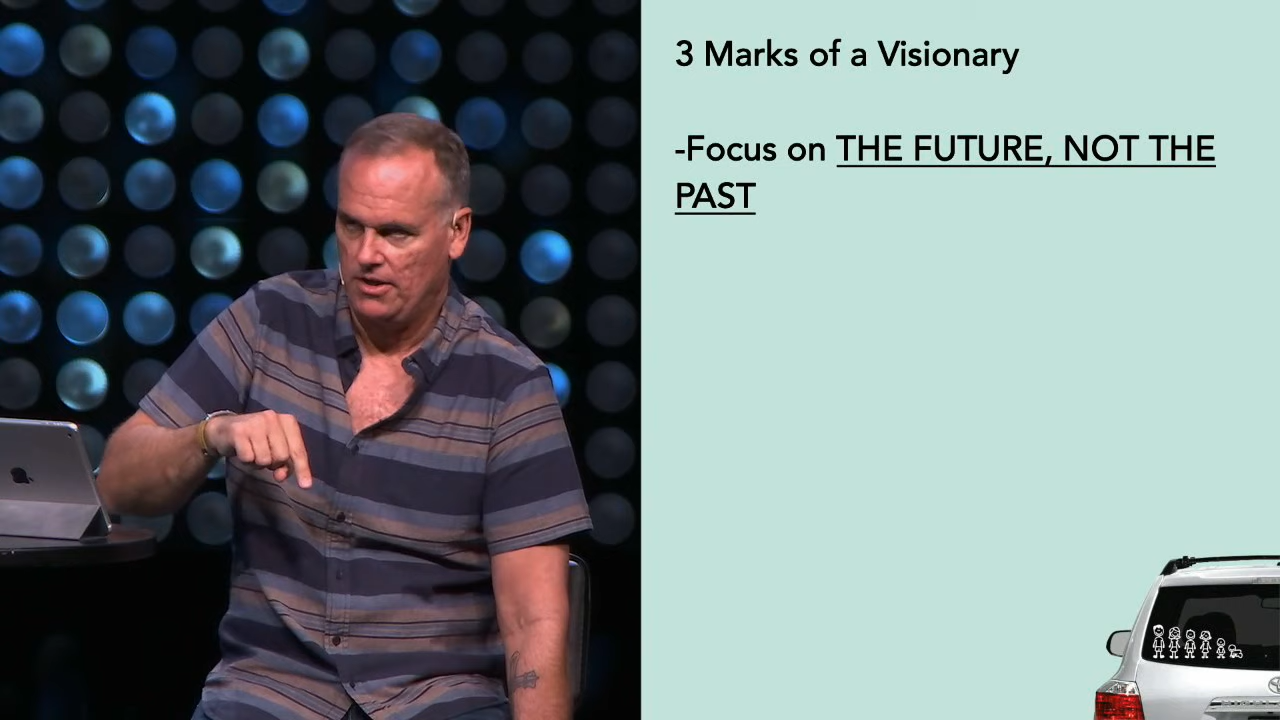 3 Marks of a Visionary
-Focus on THE FUTURE, NOT THE
PAST